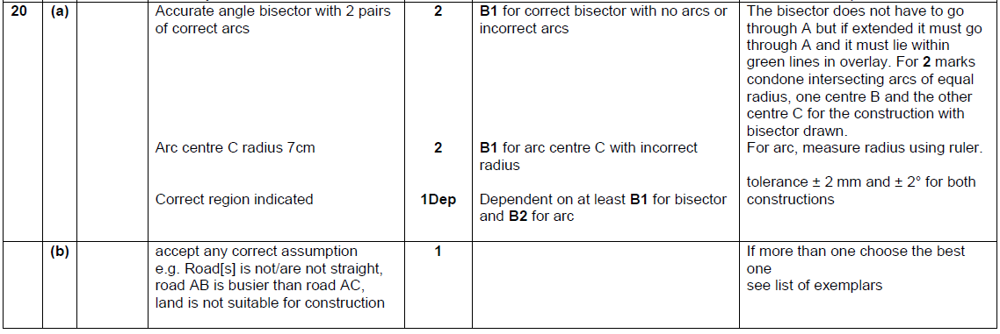 20 (a) Accurate angle bisector with 2 pairs
of correct arcs
2
B1 for correct bisector with no arcs or
incorrect arcs
The bisector does not have to go
through A but if extended it must go
through A and it must lie within
green lines in overlay. For 2 marks
condone intersecting arcs of equal
radius, one centre B and the other
centre C for the construction with
bisector drawn.
Arc centre C radius 7cm
2
B1 for arc centre C with incorrect
radius
For arc, measure radius using ruler.
tolerance ± 2 mm and ± 2° for both
constructions
Correct region indicated
1Dep
Dependent on at least B1 for bisector
and B2 for arc
(b) accept any correct assumption
e.g. Road[s] is not/are not straight,
road AB is busier than road AC,
land is not suitable for construction
1
If more than one choose the best
one
see list of exemplars